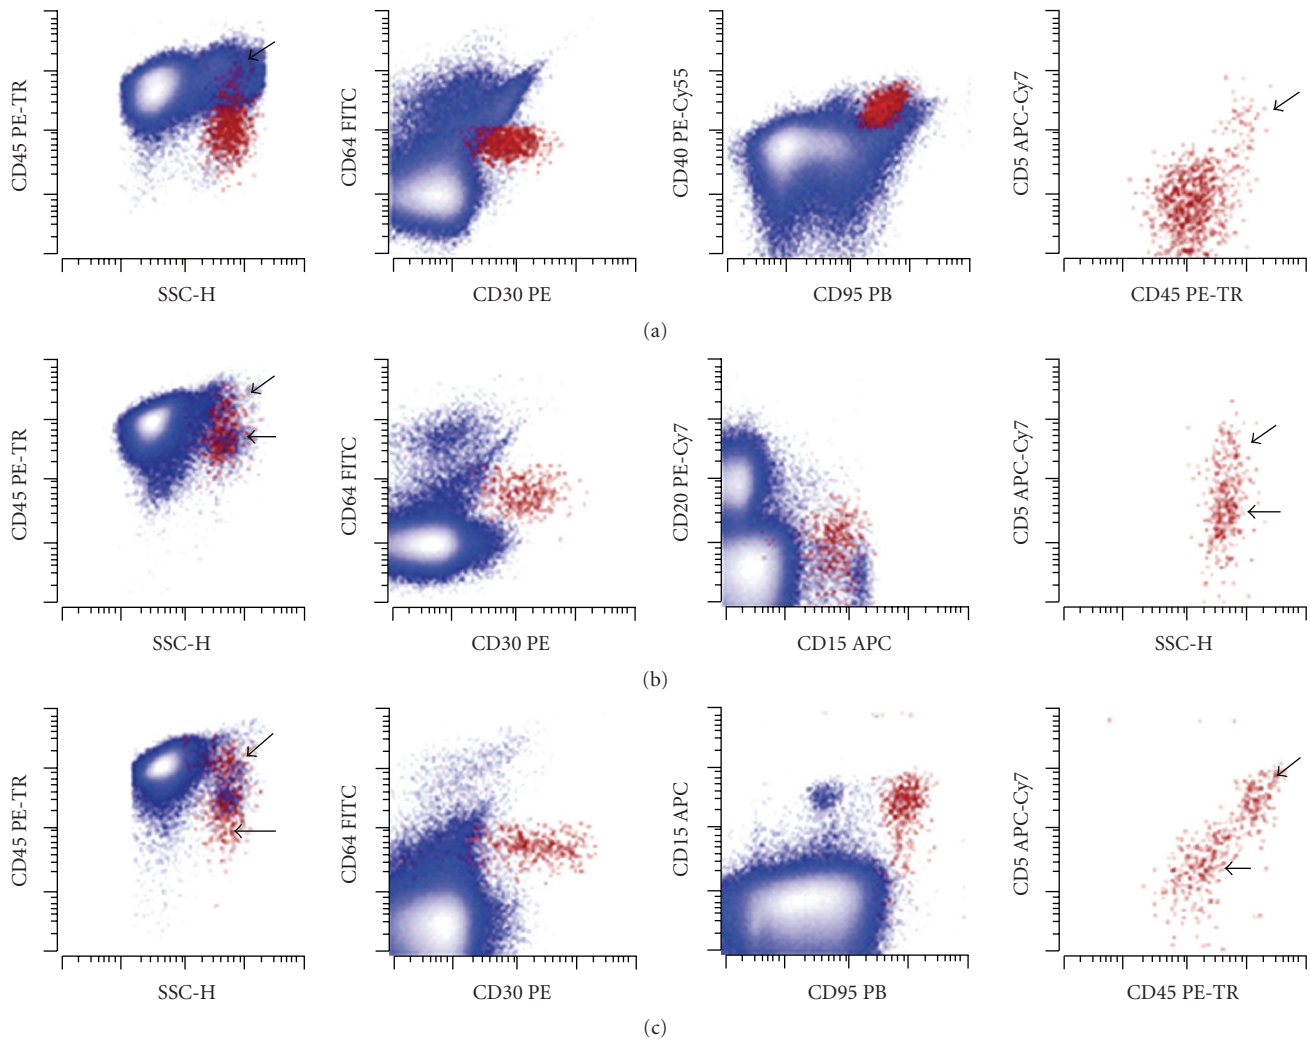 CD45 PE-TR
SSC-H
CD64 FITC
CD30 PE
CD40 PE-Cy55
CD95 PB
CD5 APC-Cy7
CD45 PE-TR
(a)
CD45 PE-TR
SSC-H
CD64 FITC
CD30 PE
CD20 PE-Cy7
CD15 APC
CD5 APC-Cy7
SSC-H
(b)
CD45 PE-TR
SSC-H
CD64 FITC
CD30 PE
CD15 APC
CD95 PB
CD5 APC-Cy7
CD45 PE-TR
(c)